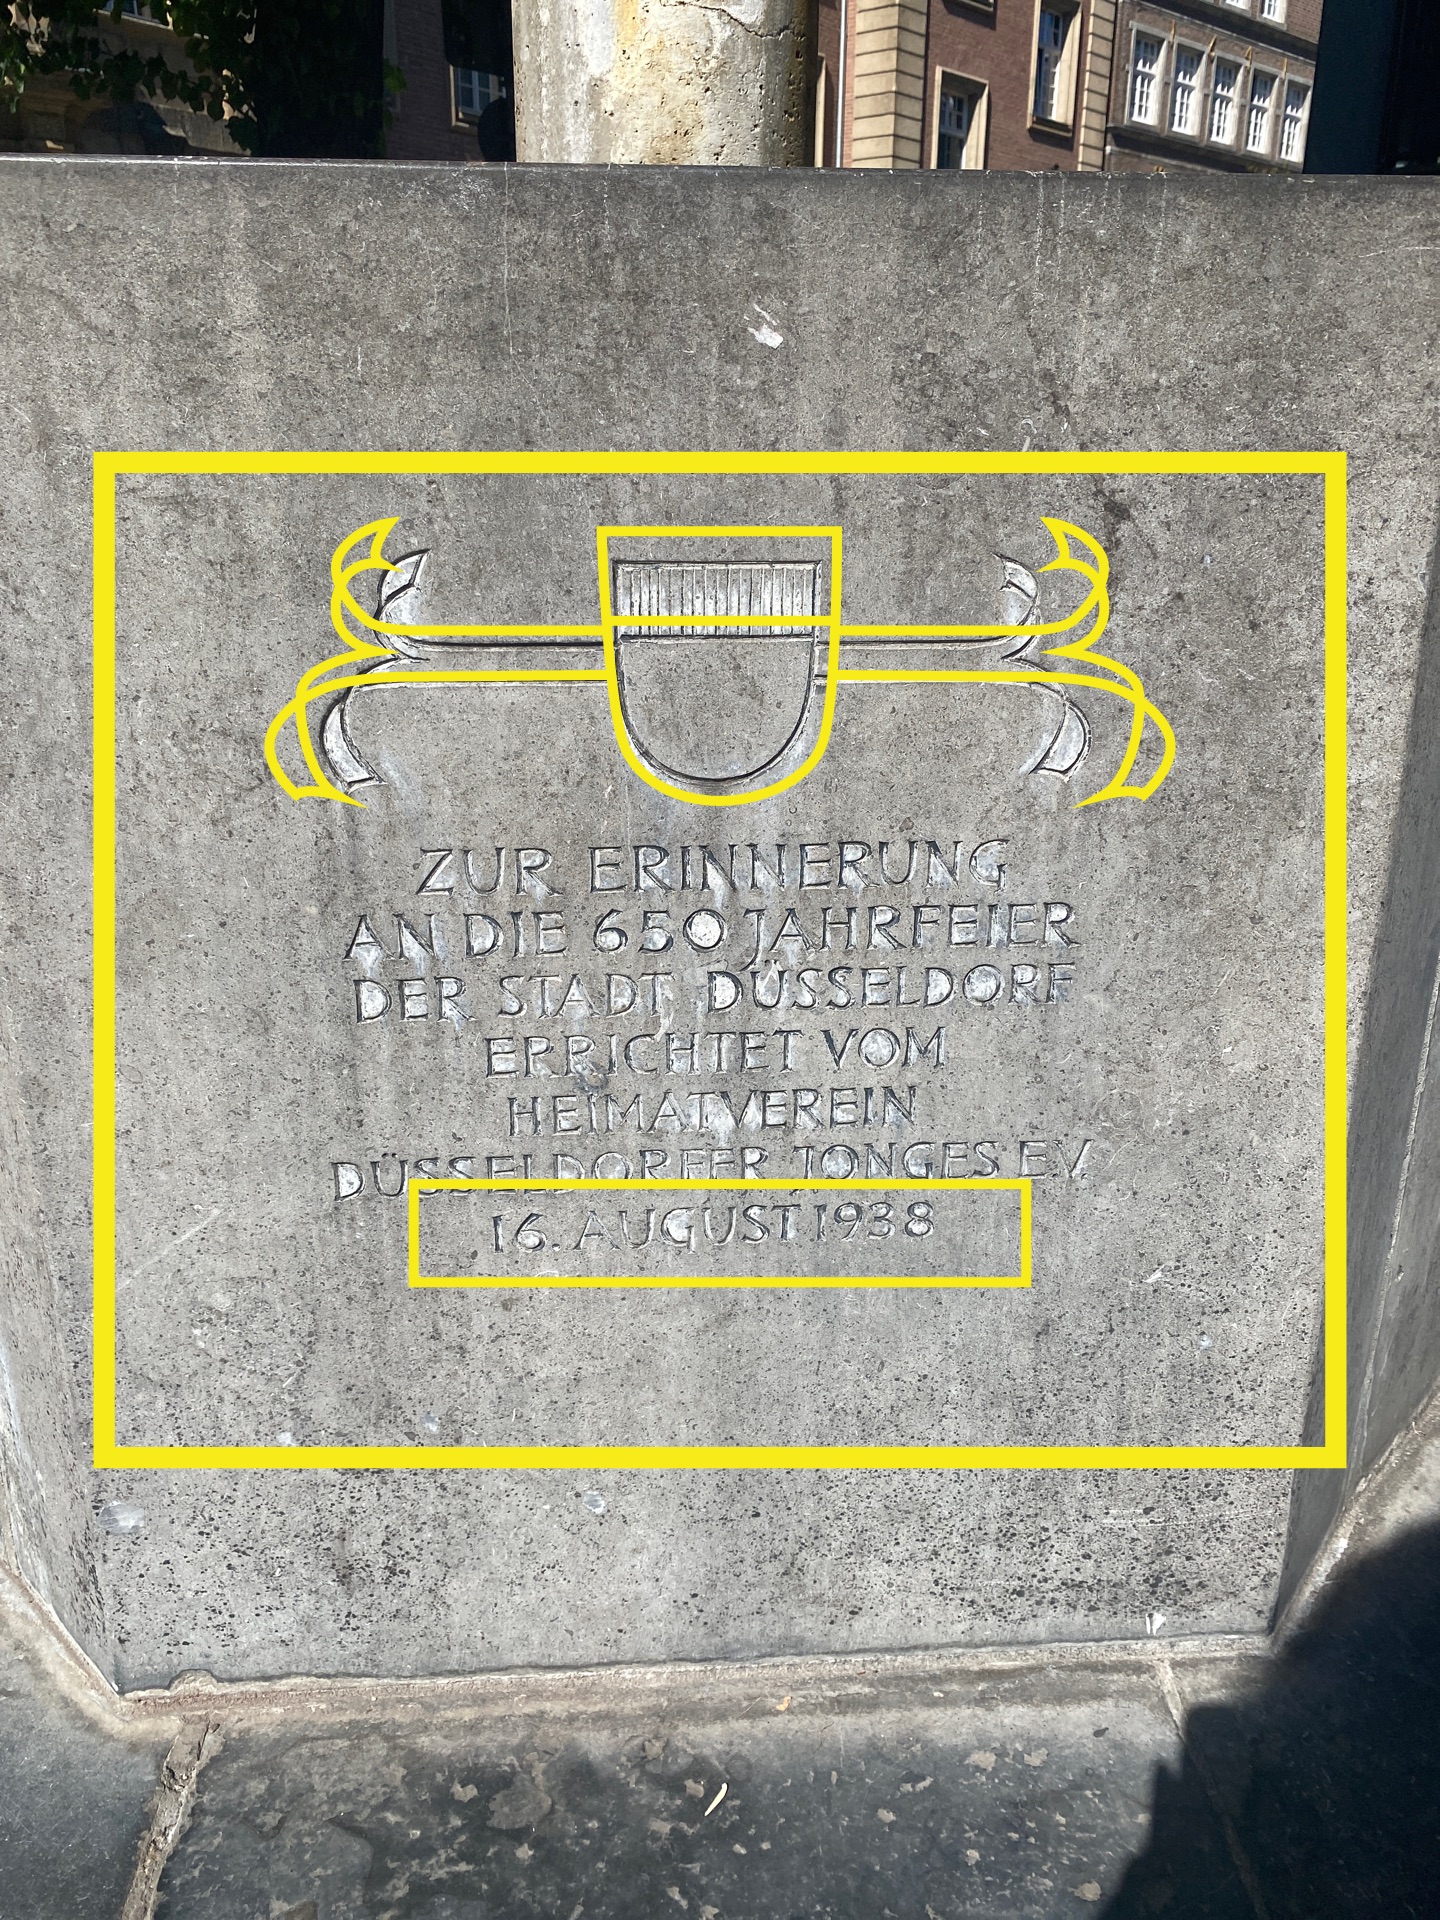 ZUR ERINNERUNG
AN DIE 650 JAHRFEIER
DER STADT DÜSSELDORF
ERRICHTET VOM
HEIMATVEREIN
DÜSSELDORFER JONGES E.V.
16. AUGUST 1938